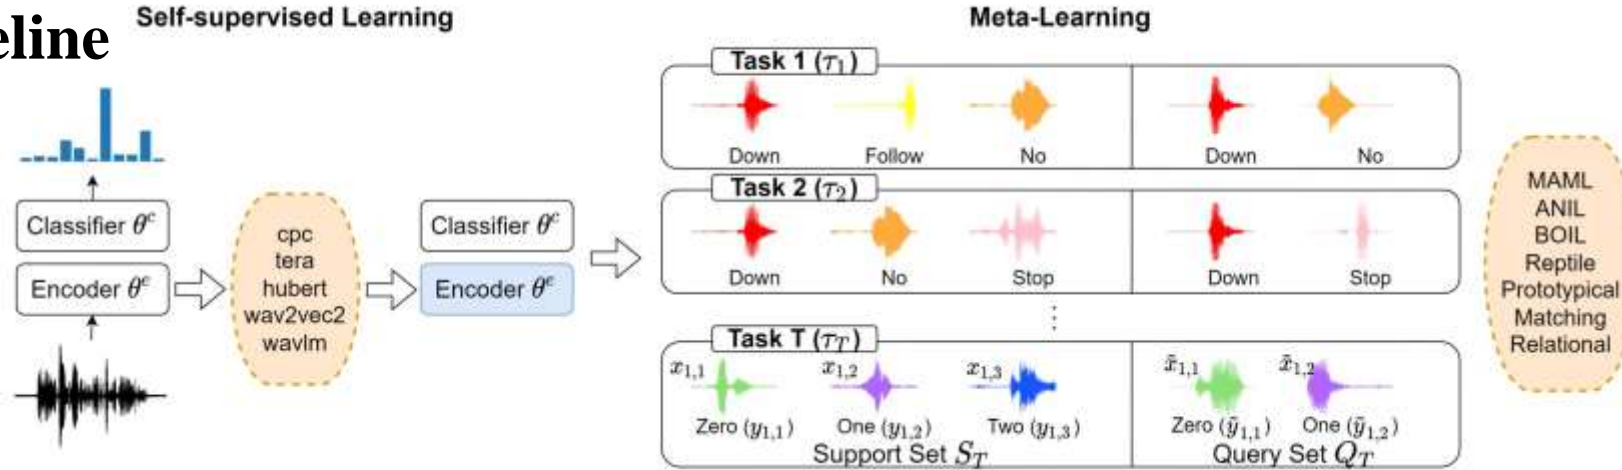 eline
Self-supervised Learning
Classifier θᶜ
Encoder θᵉ
cpc
tera
hubert
wav2vec2
wavlm
Classifier θᶜ
Encoder θᵉ
Meta-Learning
Task 1 (τ₁)
Down Follow No Down No
Task 2 (τ₂)
Down No Stop Down Stop
⋮
Task T (τ_T)
x₁,₁ x₁,₂ x₁,₃ x̃₁,₁ x̃₁,₂
Zero (y₁,₁) One (y₁,₂) Two (y₁,₃) Zero (ỹ₁,₁) One (ỹ₁,₂)
Support Set S_T Query Set Q_T
MAML
ANIL
BOIL
Reptile
Prototypical
Matching
Relational